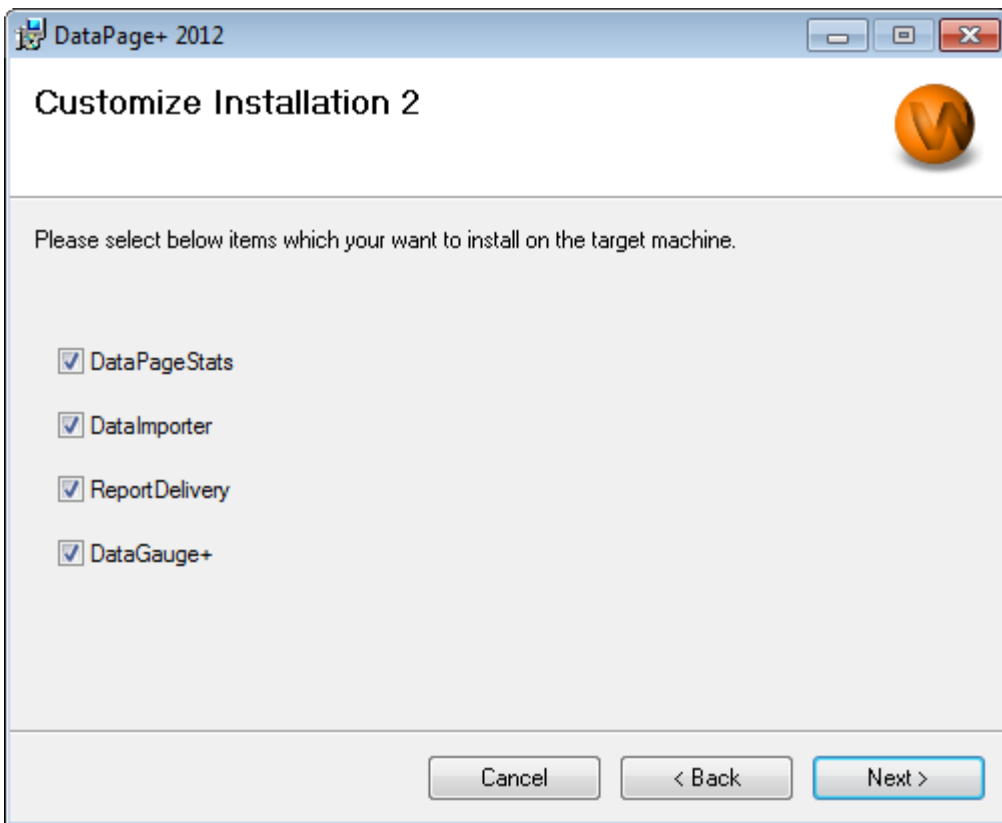 DataPage+ 2012
Customize Installation 2
W
Please select below items which your want to install on the target machine.
DataPageStats
DataImporter
ReportDelivery
DataGauge+
Cancel
< Back
Next >